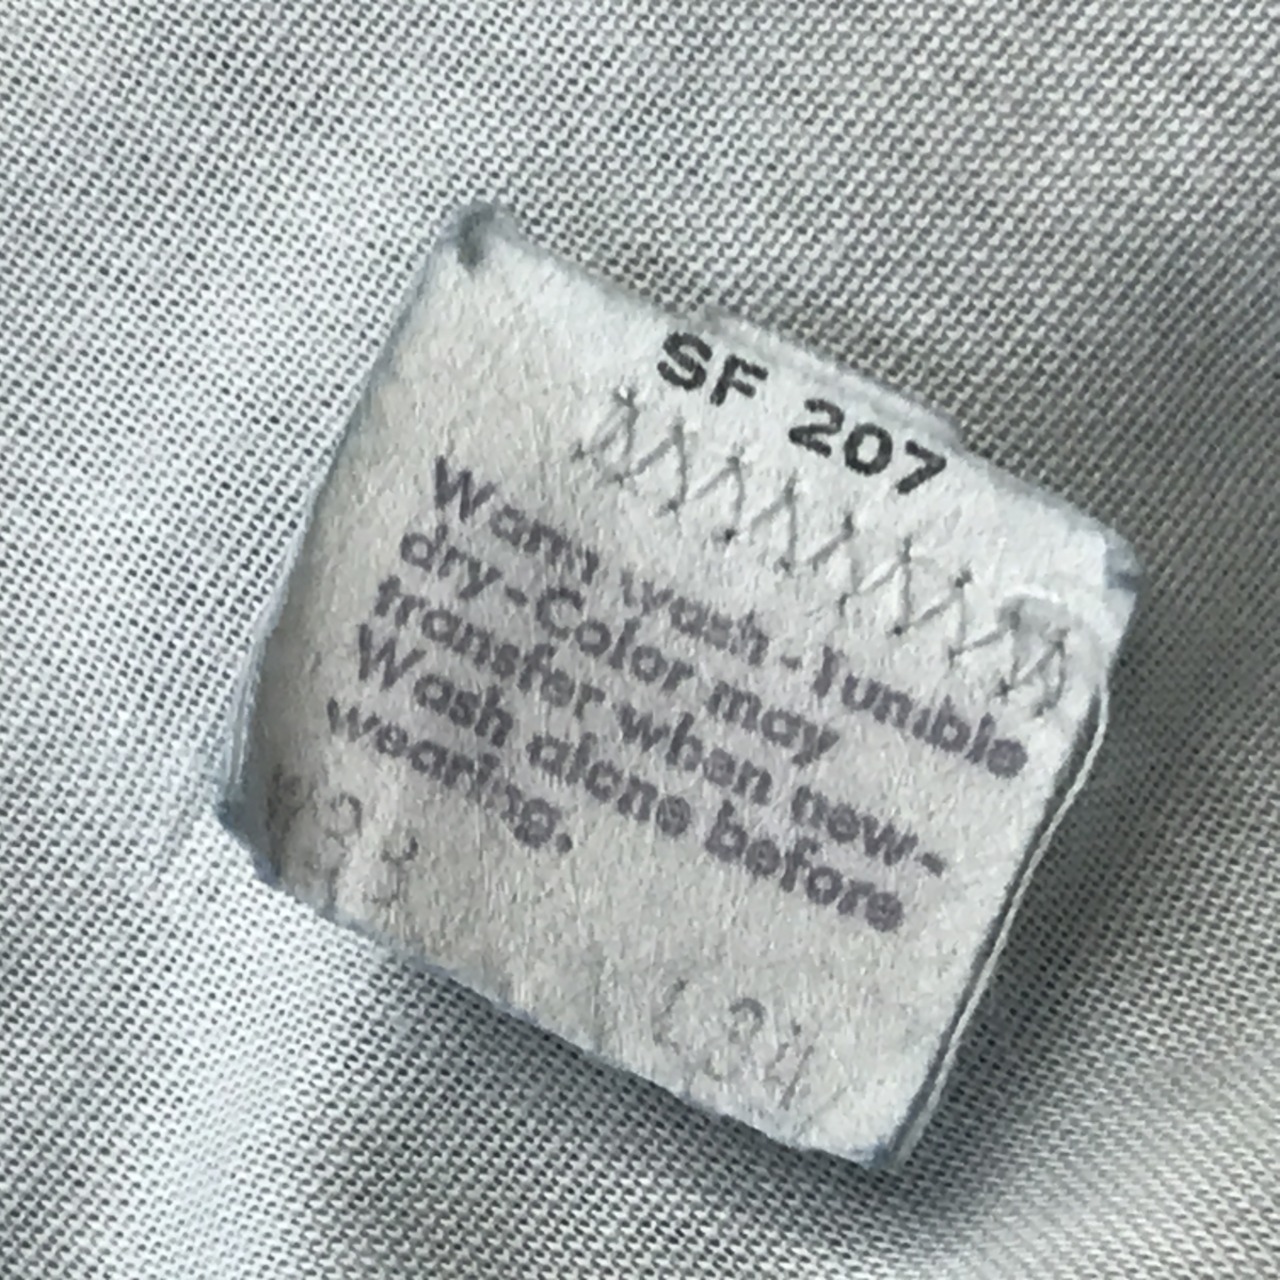 SF 207
Warm wash - Tumble
dry - Color may
transfer when new -
Wash alone before
wearing.